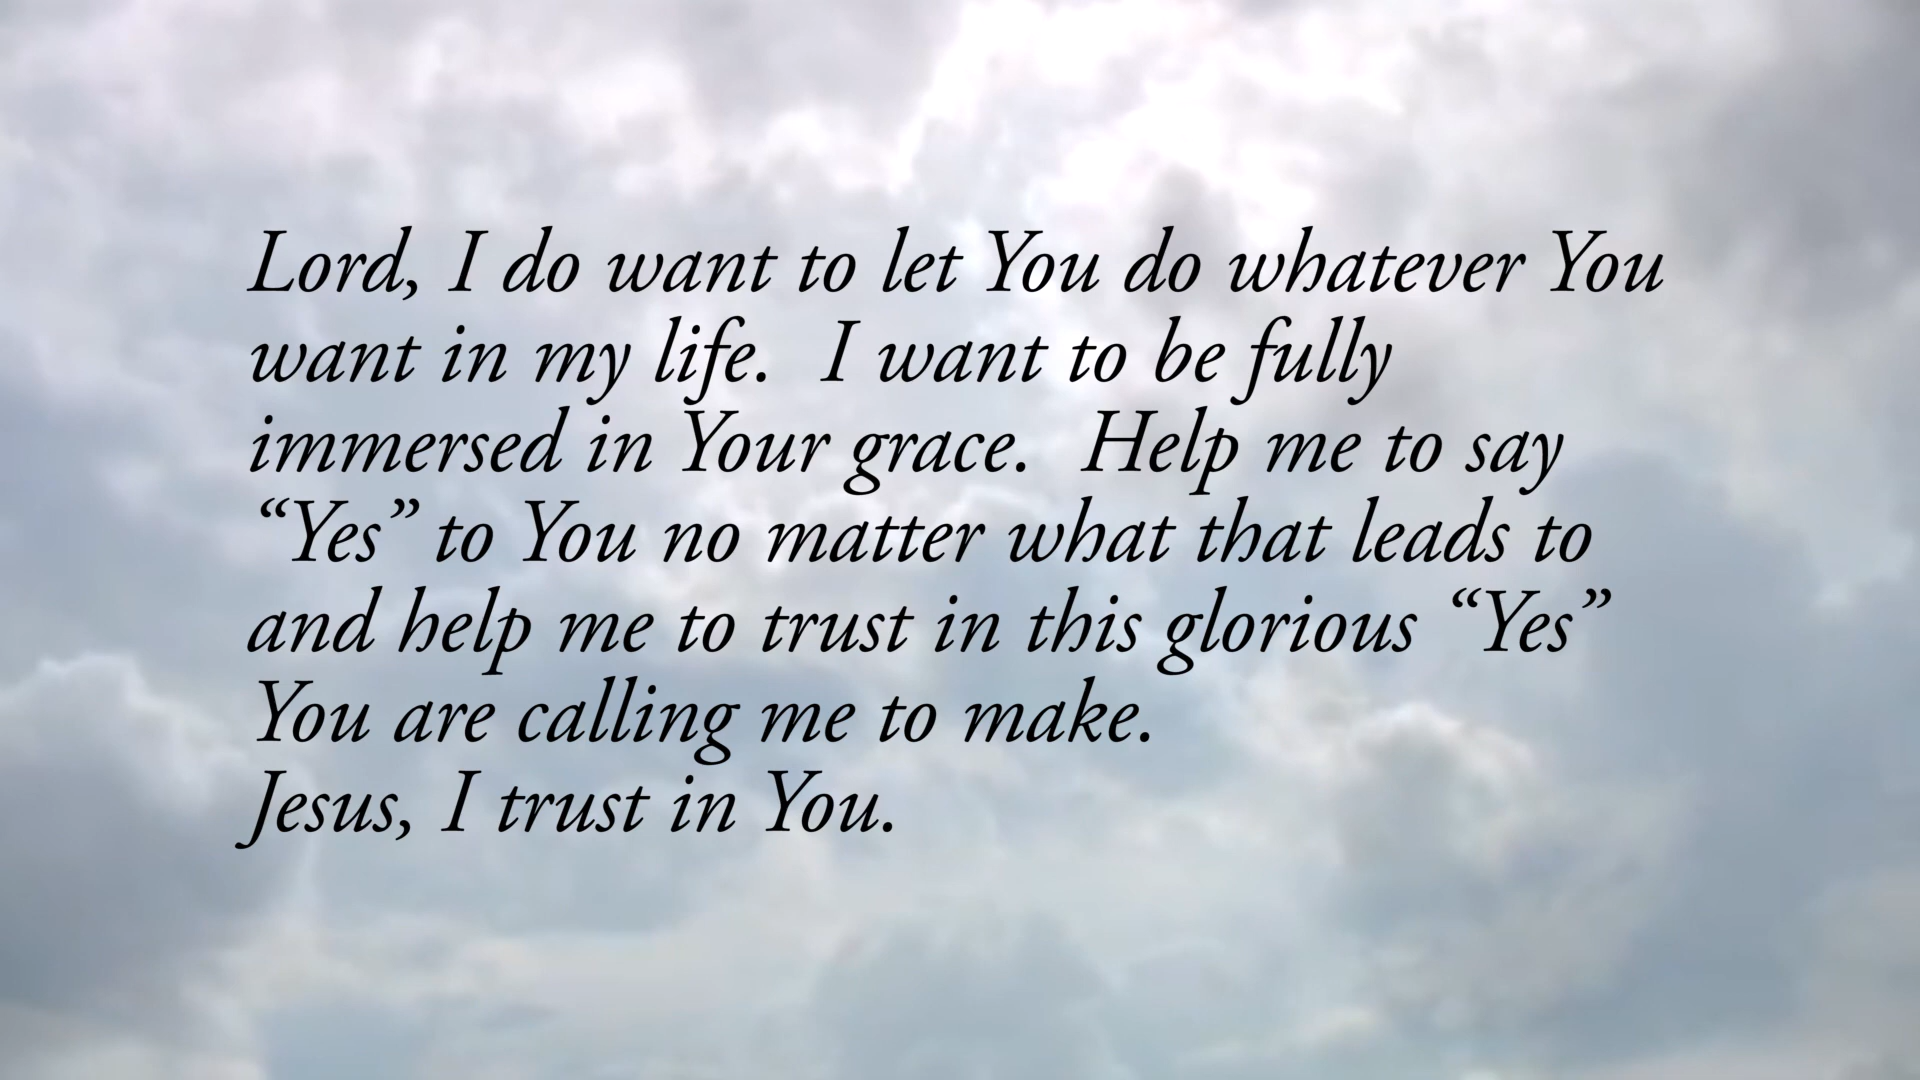 Lord, I do want to let You do whatever You
want in my life.  I want to be fully
immersed in Your grace.  Help me to say
“Yes” to You no matter what that leads to
and help me to trust in this glorious “Yes”
You are calling me to make.
Jesus, I trust in You.